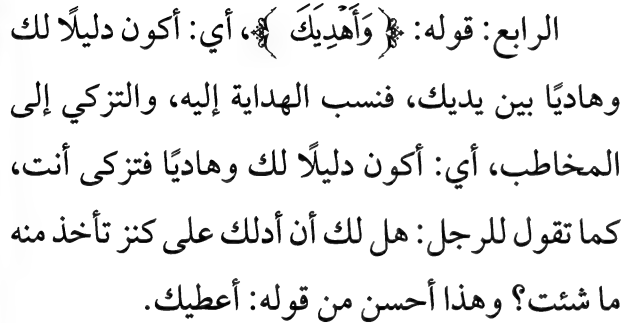 الرابع: قوله: ﴿وَأَهْدِيَكَ﴾، أي: أكون دليلًا لك
وهاديًا بين يديك، فنسب الهداية إليه، والتزكي إلى
المخاطب، أي: أكون دليلًا لك وهاديًا فتزكى أنت،
كما تقول للرجل: هل لك أن أدلك على كنز تأخذ منه
ما شئت؟ وهذا أحسن من قوله: أعطيك.